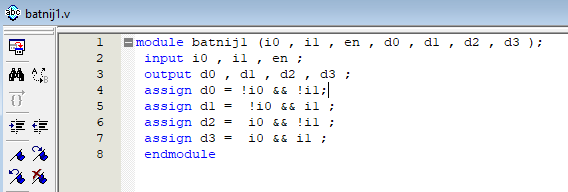 batnij1.v
1 module batnij1 (i0 , i1 , en , d0 , d1 , d2 , d3 );
2 input i0 , i1 , en ;
3 output d0 , d1 , d2 , d3 ;
4 assign d0 = !i0 && !i1;
5 assign d1 =  !i0 && i1 ;
6 assign d2 =  i0 && !i1 ;
7 assign d3 =  i0 && i1 ;
8 endmodule